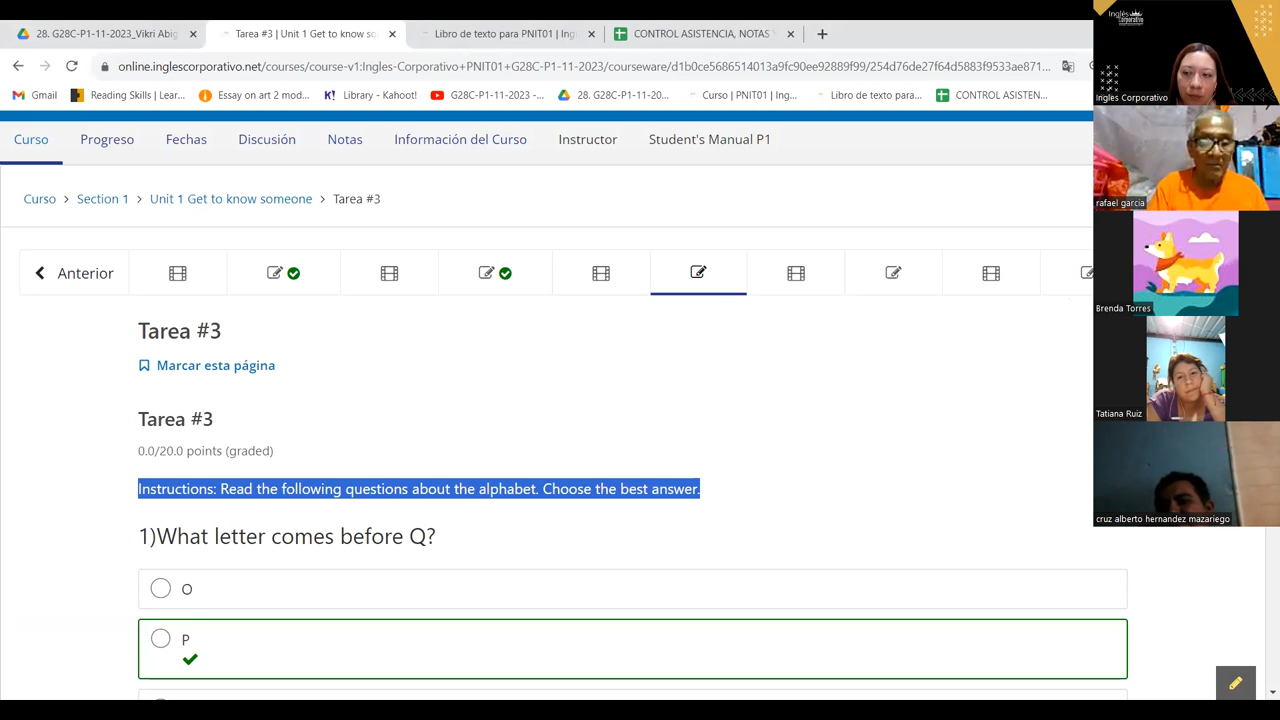 28. G28C-P1-11-2023_Vikri Abig
Tarea #3 | Unit 1 Get to know so
Libro de texto para PNIT01 | Ing
CONTROL ASISTENCIA, NOTAS
online.inglescorporativo.net/courses/course-v1:Ingles-Corporativo+PNIT01+G28C-P1-11-2023/courseware/d1b0ce5686514013a9fc90ee92889f99/254d76de27f64d5883f9533ae871...
Gmail
Reading Skills | Lear...
Essay on art 2 mod...
Library - Kahoo...
G28C-P1-11-2023 -...
28. G28C-P1-11-20...
Curso | PNIT01 | Ing...
Libro de texto para...
CONTROL ASISTEN...
Curso
Progreso
Fechas
Discusión
Notas
Información del Curso
Instructor
Student's Manual P1
Curso > Section 1 > Unit 1 Get to know someone > Tarea #3
Anterior
Tarea #3
Marcar esta página
Tarea #3
0.0/20.0 points (graded)
Instructions: Read the following questions about the alphabet. Choose the best answer.
1)What letter comes before Q?
O
P
Inglés Corporativo
Ingles Corporativo
rafael garcia
Brenda Torres
Tatiana Ruiz
cruz alberto hernandez mazariego